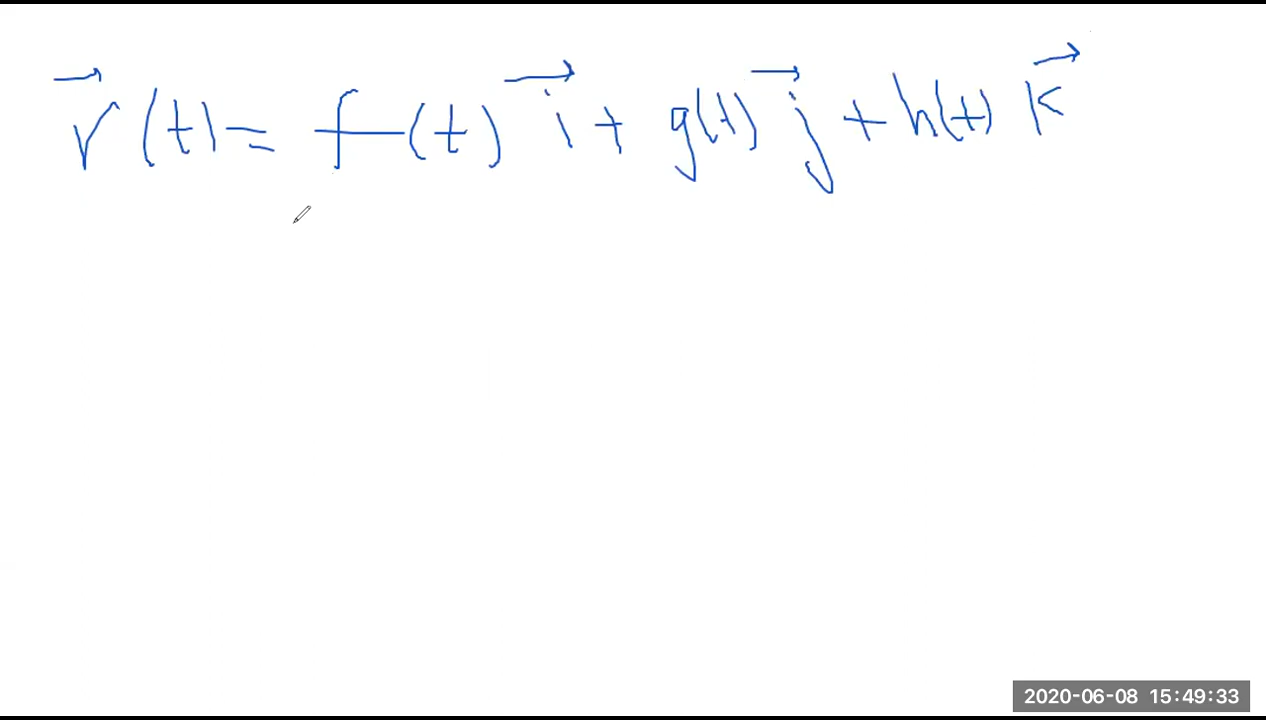 r⃗(t) = f(t) i⃗ + g(t) j⃗ + h(t) k⃗
2020-06-08 15:49:33